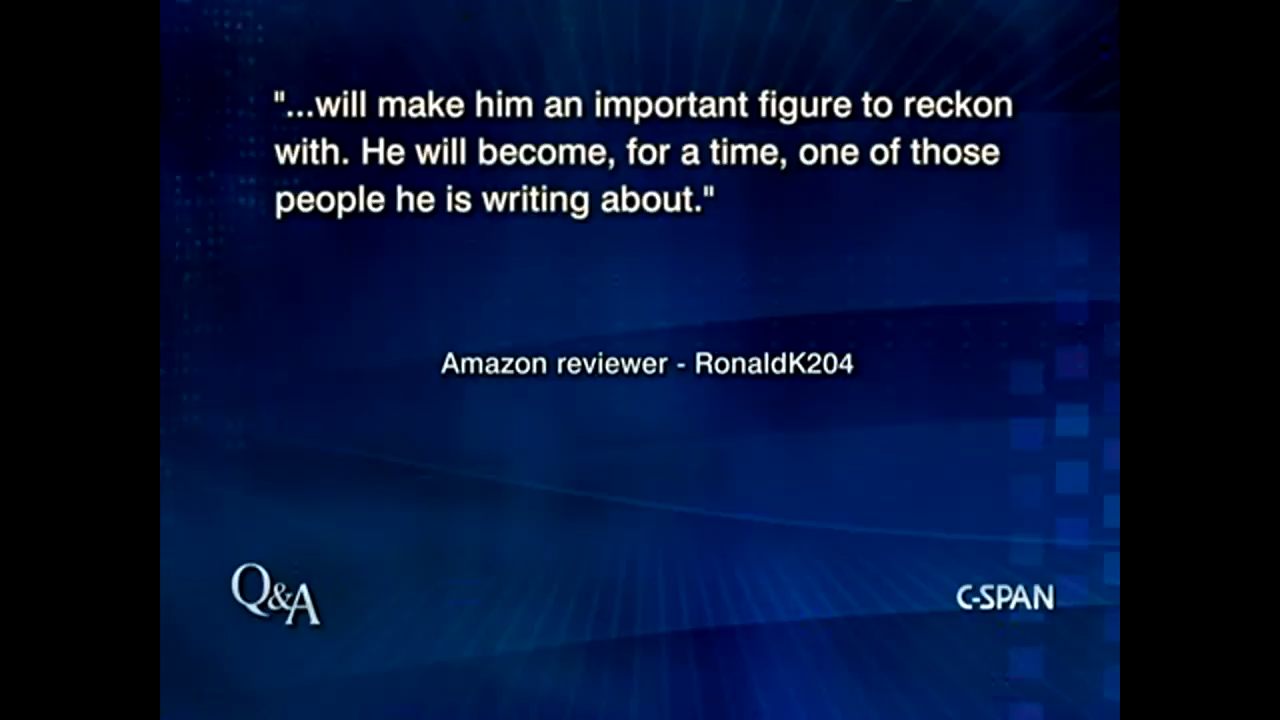 "...will make him an important figure to reckon
with. He will become, for a time, one of those
people he is writing about."
Amazon reviewer - RonaldK204
Q&A
C-SPAN